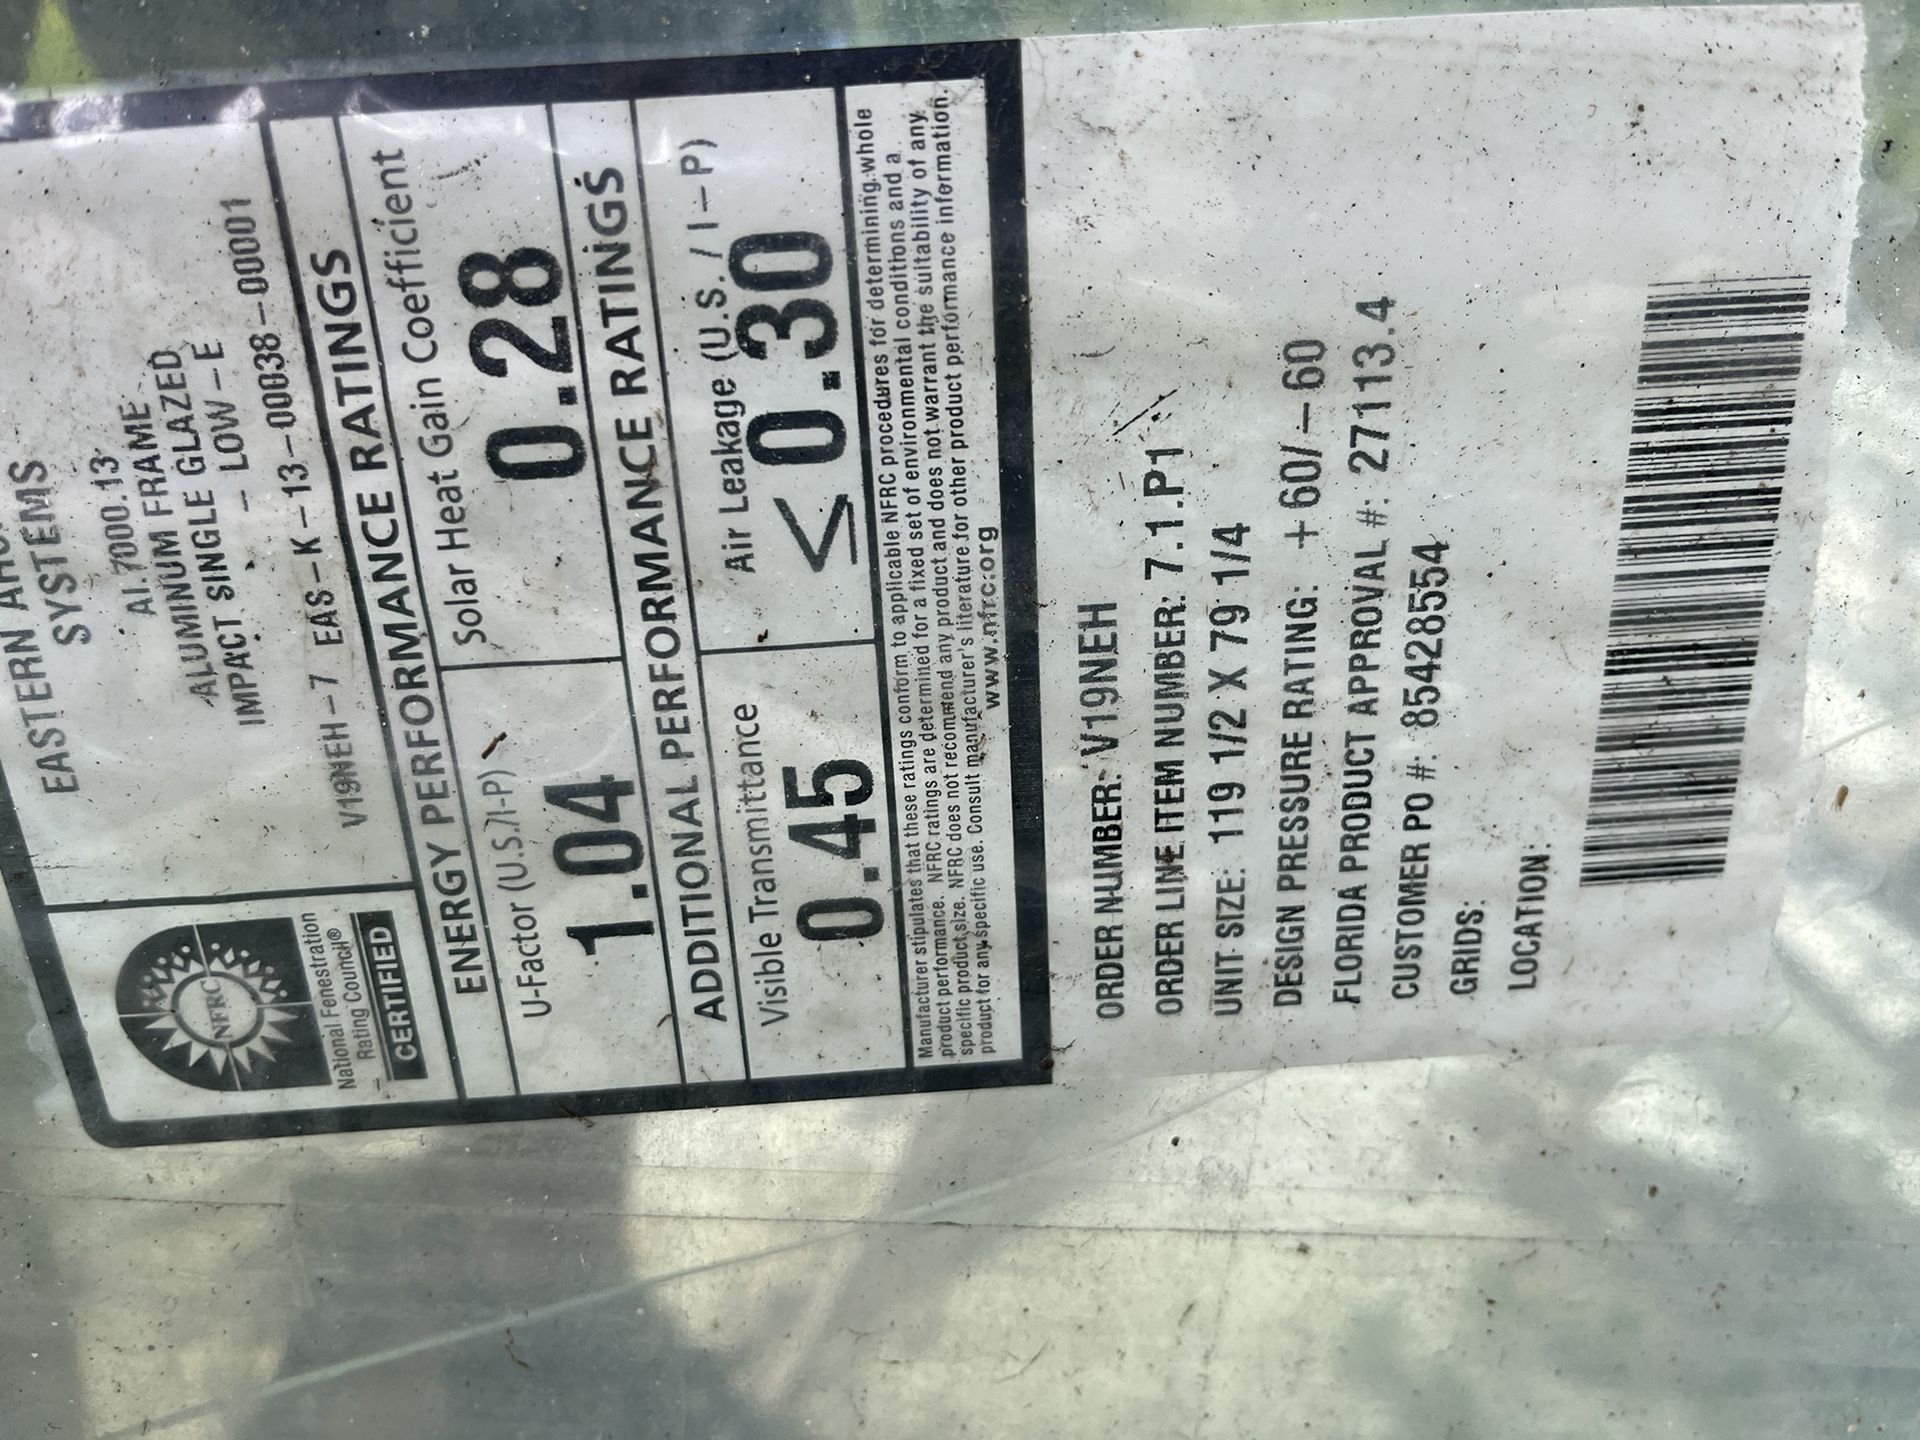 EASTERN
SYSTEMS
AI.7000.13
ALUMINUM FRAME
IMPACT SINGLE GLAZED
- LOW-E
EAS-K-13-00038-00001
V19NEH-7
NFRC
National Fenestration
Rating Council®
CERTIFIED
ENERGY PERFORMANCE RATINGS
U-Factor (U.S./I-P)
1.04
Solar Heat Gain Coefficient
0.28
ADDITIONAL PERFORMANCE RATINGS
Visible Transmittance
0.45
Air Leakage (U.S. / I-P)
≤ 0.30
Manufacturer stipulates that these ratings conform to applicable NFRC procedures for determining whole
product performance. NFRC ratings are determined for a fixed set of environmental conditions and a
specific product size. NFRC does not recommend any product and does not warrant the suitability of any
product for any specific use. Consult manufacturer's literature for other product performance information.
www.nfrc.org
ORDER NUMBER: V19NEH
ORDER LINE ITEM NUMBER: 7.1.P1
UNIT SIZE: 119 1/2 X 79 1/4
DESIGN PRESSURE RATING: +60/-60
FLORIDA PRODUCT APPROVAL #: 27113.4
CUSTOMER PO #: 85428554
GRIDS:
LOCATION: